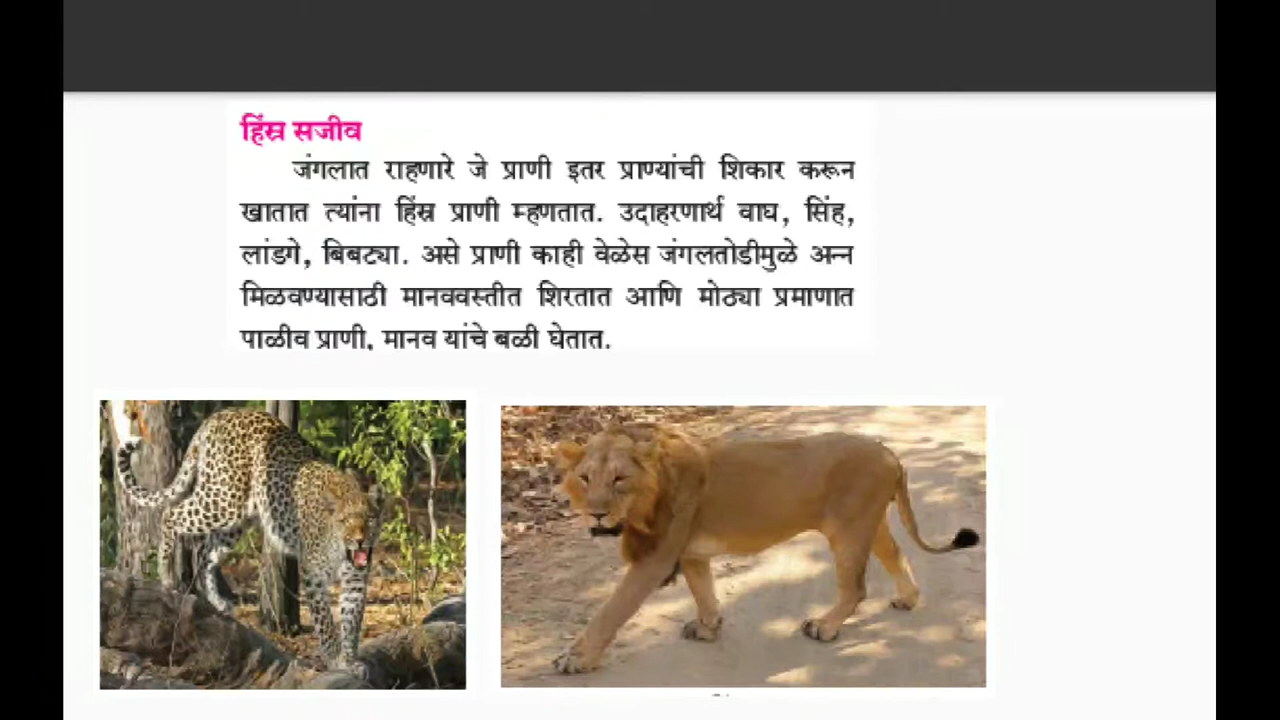 हिंस्र सजीव
जंगलात राहणारे जे प्राणी इतर प्राण्यांची शिकार करून
खातात त्यांना हिंस्र प्राणी म्हणतात. उदाहरणार्थ वाघ, सिंह,
लांडगे, बिबट्या. असे प्राणी काही वेळेस जंगलतोडीमुळे अन्न
मिळवण्यासाठी मानववस्तीत शिरतात आणि मोठ्या प्रमाणात
पाळीव प्राणी, मानव यांचे बळी घेतात.